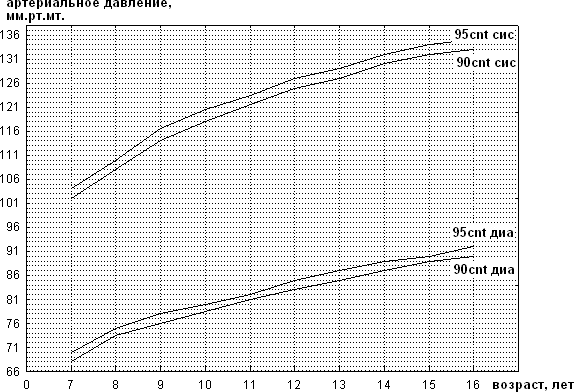 артериальное давление,
мм.рт.мт.
136
131
126
121
116
111
106
101
96
91
86
81
76
71
66
95cnt сис
90cnt сис
95cnt диа
90cnt диа
0 7 8 9 10 11 12 13 14 15 16 возраст, лет